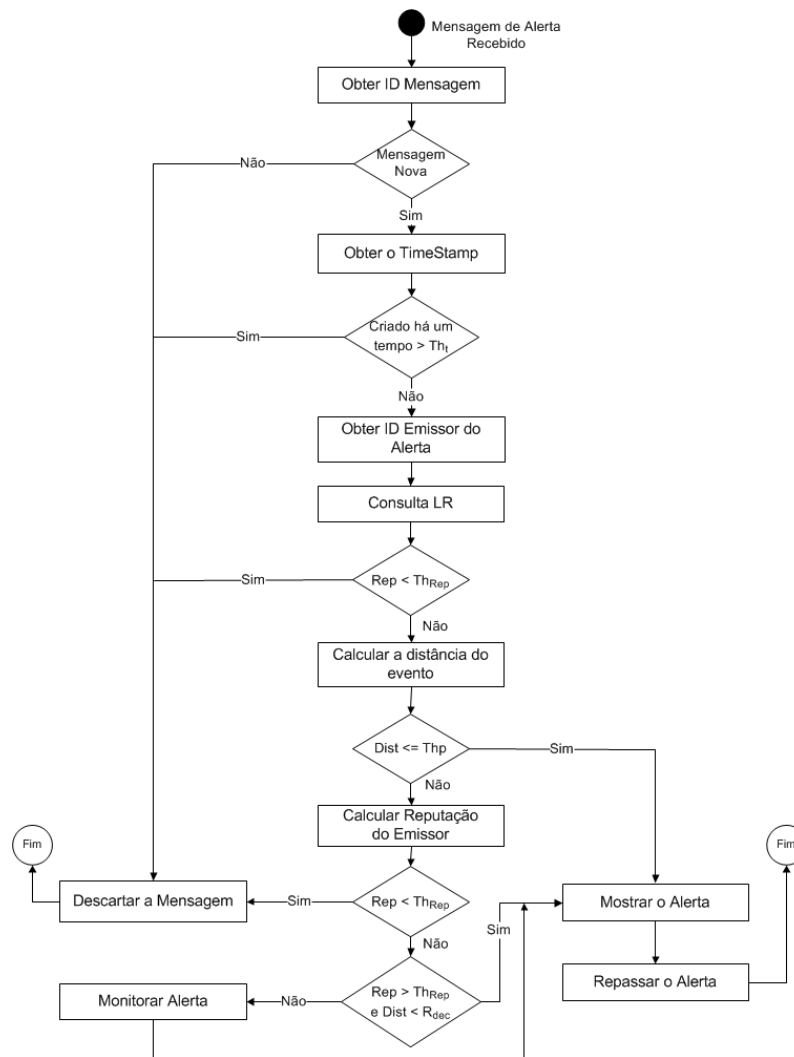 Mensagem de Alerta
Recebido
Obter ID Mensagem
Mensagem
Nova
Não
Sim
Obter o TimeStamp
Criado há um
tempo > Tht
Sim
Não
Obter ID Emissor do
Alerta
Consulta LR
Rep < ThRep
Sim
Não
Calcular a distância do
evento
Dist <= Thp
Sim
Não
Calcular Reputação
do Emissor
Fim
Fim
Descartar a Mensagem
Sim
Rep < ThRep
Mostrar o Alerta
Sim
Não
Monitorar Alerta
Não
Rep > ThRep
e Dist < Rdec
Repassar o Alerta